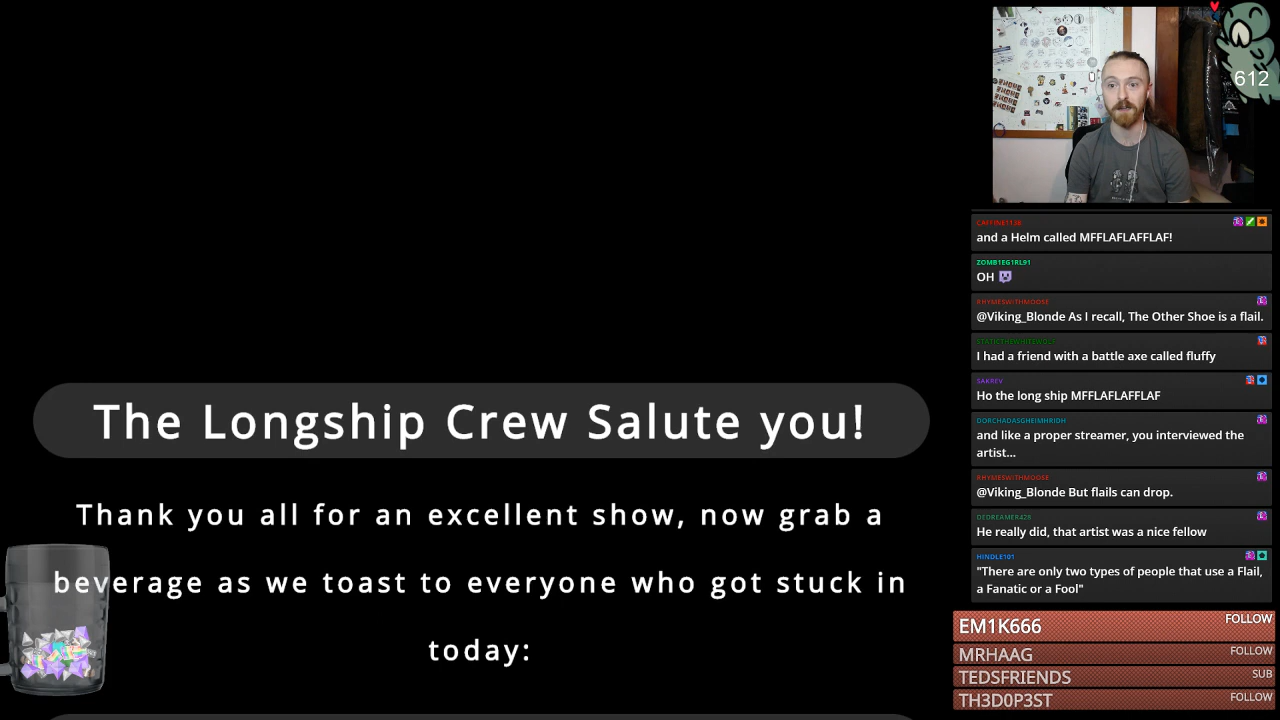 612
CAFFINE1138
and a Helm called MFFLAFLAFFLAF!
ZOMB1EG1RL91
OH
RHYMESWITHMOOSE
@Viking_Blonde As I recall, The Other Shoe is a flail.
STATICTHEWHITEWOLF
I had a friend with a battle axe called fluffy
SAKREV
Ho the long ship MFFLAFLAFFLAF
DORCHADASGHEIMHRIDH
and like a proper streamer, you interviewed the
artist...
RHYMESWITHMOOSE
@Viking_Blonde But flails can drop.
DEDREAMER426
He really did, that artist was a nice fellow
HINDLE101
"There are only two types of people that use a Flail,
a Fanatic or a Fool"
The Longship Crew Salute you!
Thank you all for an excellent show, now grab a
beverage as we toast to everyone who got stuck in
today:
EM1K666 FOLLOW
MRHAAG FOLLOW
TEDSFRIENDS SUB
TH3D0P3ST FOLLOW